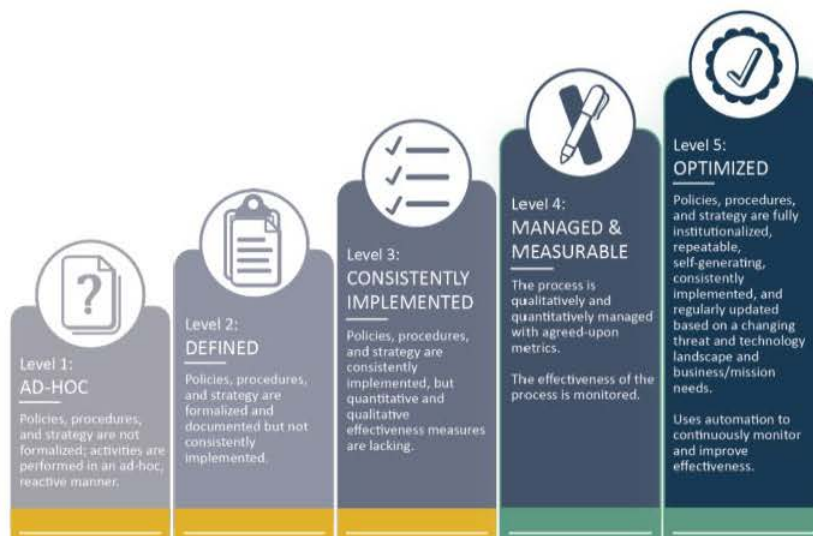 Level 1:
AD-HOC
Policies, procedures,
and strategy are not
formalized; activities are
performed in an ad-hoc,
reactive manner.
Level 2:
DEFINED
Policies, procedures,
and strategy are
formalized and
documented but not
consistently
implemented.
Level 3:
CONSISTENTLY
IMPLEMENTED
Policies, procedures,
and strategy are
consistently
implemented, but
quantitative and
qualitative
effectiveness measures
are lacking.
Level 4:
MANAGED &
MEASURABLE
The process is
qualitatively and
quantitatively managed
with agreed-upon
metrics.
The effectiveness of the
process is monitored.
Level 5:
OPTIMIZED
Policies, procedures,
and strategy are fully
institutionalized,
repeatable,
self-generating,
consistently
implemented, and
regularly updated
based on a changing
threat and technology
landscape and
business/mission
needs.
Uses automation to
continuously monitor
and improve
effectiveness.